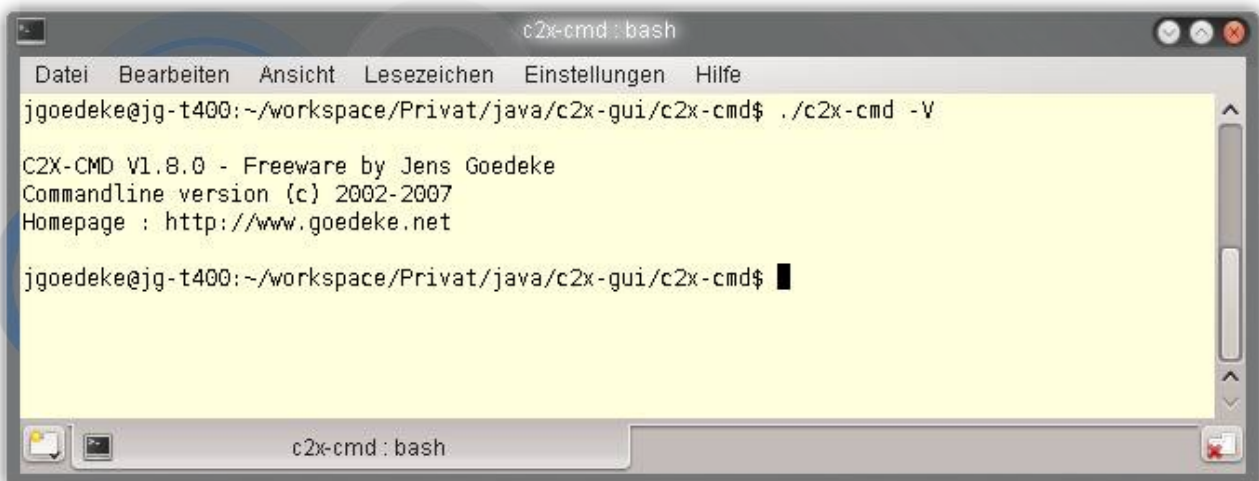 c2x-cmd : bash
Datei Bearbeiten Ansicht Lesezeichen Einstellungen Hilfe
jgoedeke@jg-t400:~/workspace/Privat/java/c2x-gui/c2x-cmd$ ./c2x-cmd -V
C2X-CMD V1.8.0 - Freeware by Jens Goedeke
Commandline version (c) 2002-2007
Homepage : http://www.goedeke.net
jgoedeke@jg-t400:~/workspace/Privat/java/c2x-gui/c2x-cmd$
c2x-cmd : bash